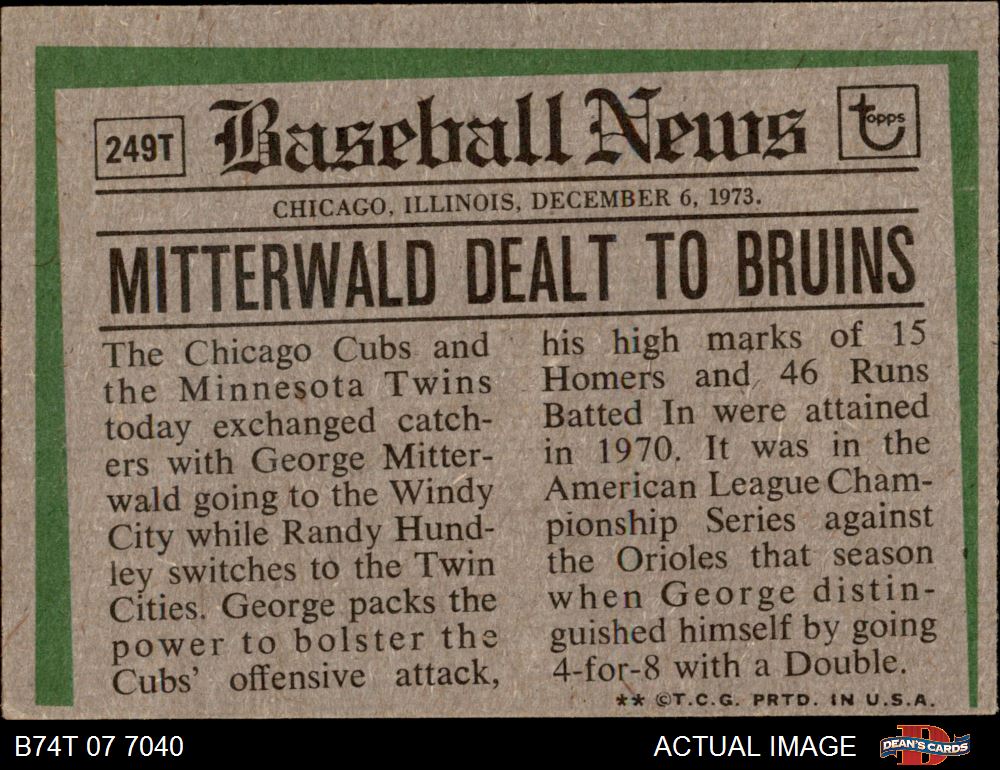 249T
Baseball News
topps
CHICAGO, ILLINOIS, DECEMBER 6, 1973.
MITTERWALD DEALT TO BRUINS
The Chicago Cubs and
the Minnesota Twins
today exchanged catch-
ers with George Mitter-
wald going to the Windy
City while Randy Hund-
ley switches to the Twin
Cities. George packs the
power to bolster the
Cubs' offensive attack,
his high marks of 15
Homers and 46 Runs
Batted In were attained
in 1970. It was in the
American League Cham-
pionship Series against
the Orioles that season
when George distin-
guished himself by going
4-for-8 with a Double.
** ©T.C.G. PRTD. IN U.S.A.
B74T 07 7040
ACTUAL IMAGE
DEAN'S CARDS